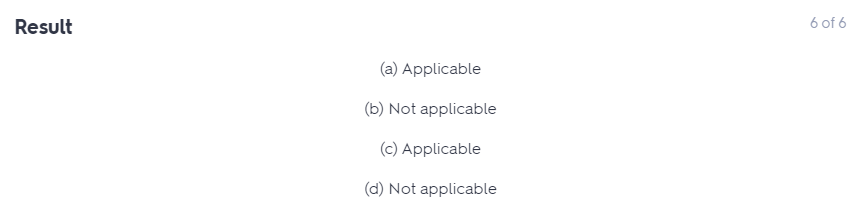 Result
6 of 6
(a) Applicable
(b) Not applicable
(c) Applicable
(d) Not applicable